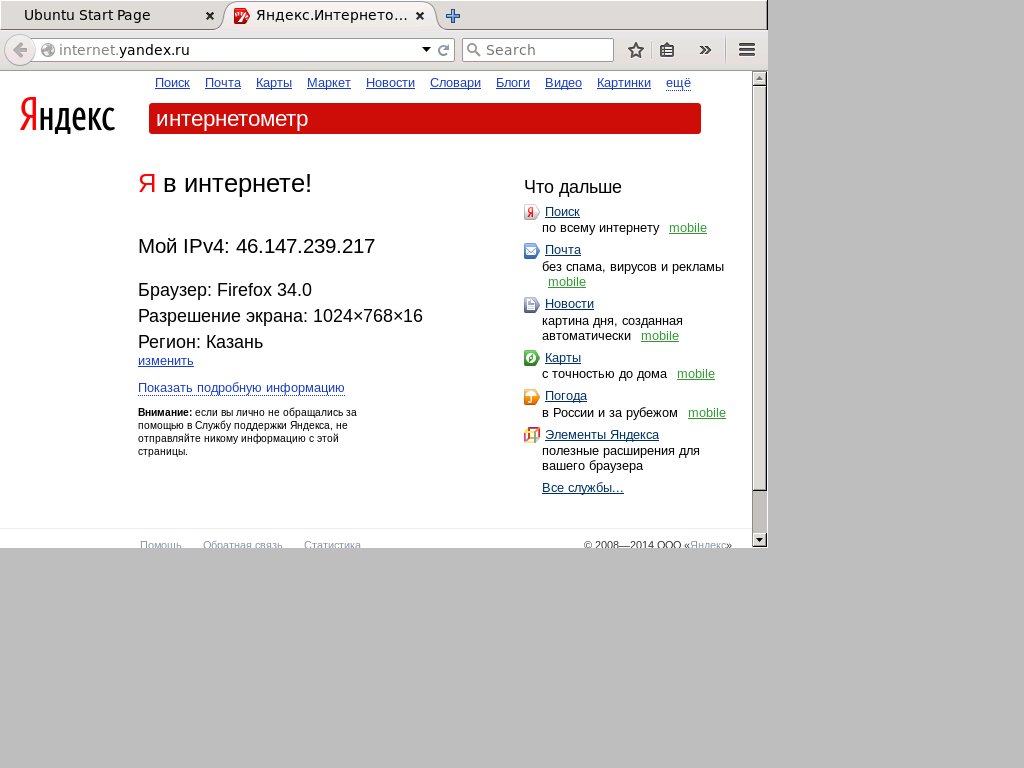 Ubuntu Start Page
Яндекс.Интернето...
internet.yandex.ru
Search
Поиск Почта Карты Маркет Новости Словари Блоги Видео Картинки ещё
Яндекс
интернетометр
Я в интернете!
Мой IPv4: 46.147.239.217
Браузер: Firefox 34.0
Разрешение экрана: 1024×768×16
Регион: Казань
изменить
Показать подробную информацию
Внимание: если вы лично не обращались за
помощью в Службу поддержки Яндекса, не
отправляйте никому информацию с этой
страницы.
Что дальше
Поиск
по всему интернету mobile
Почта
без спама, вирусов и рекламы
mobile
Новости
картина дня, созданная
автоматически mobile
Карты
с точностью до дома mobile
Погода
в России и за рубежом mobile
Элементы Яндекса
полезные расширения для
вашего браузера
Все службы...
Помощь Обратная связь Статистика
© 2008—2014 ООО «Яндекс»